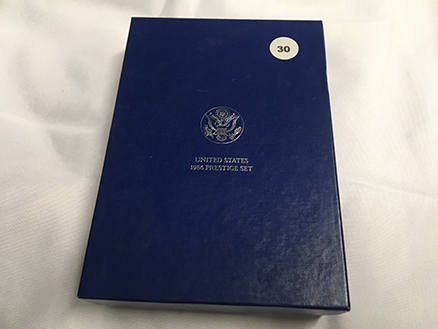 30
UNITED STATES
1986 PRESTIGE SET